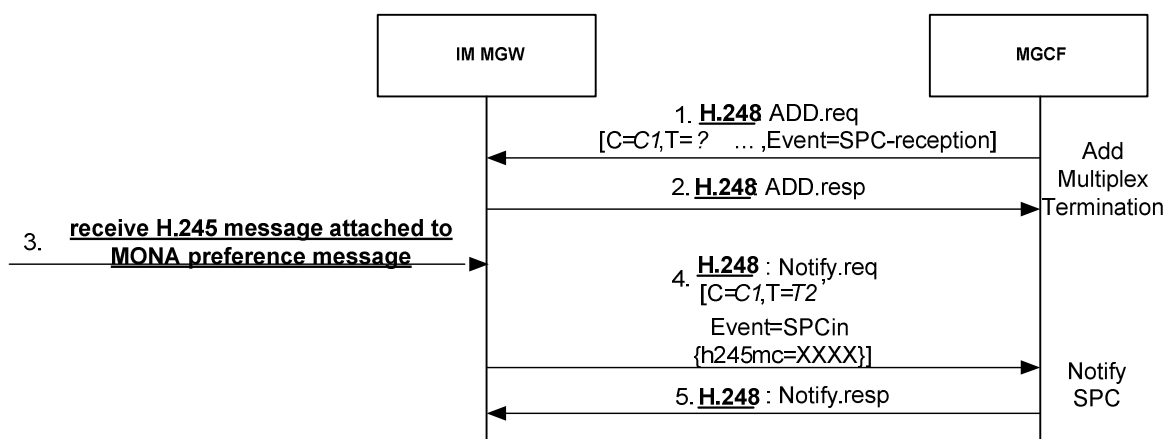 IM MGW
MGCF
1. H.248: ADD.req
[C=C1,T=? ... ,Event=SPC-reception]
Add
Multiplex
Termination
2. H.248: ADD.resp
3. receive H.245 message attached to
MONA preference message
4. H.248 : Notify.req
[C=C1,T=T2,
Event=SPCin
{h245mc=XXXX}]
Notify
SPC
5. H.248 : Notify.resp